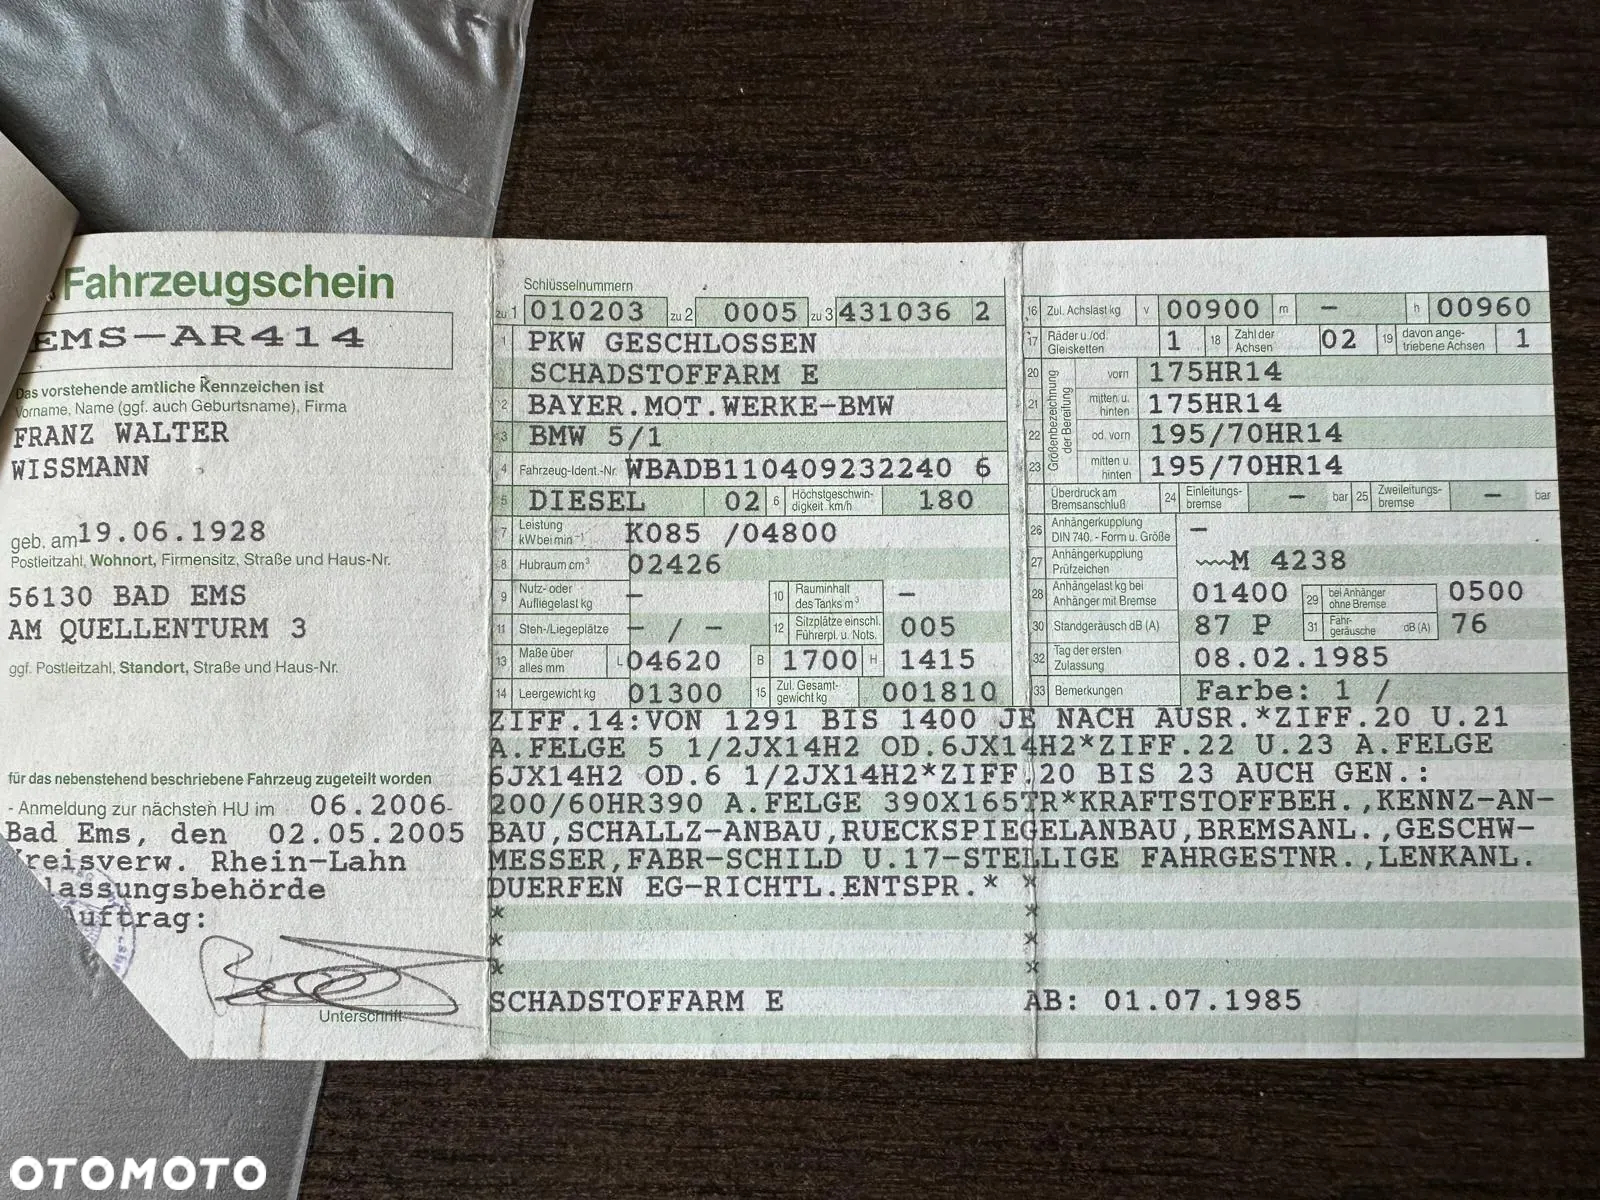 Fahrzeugschein
EMS-AR414
Das vorstehende amtliche Kennzeichen ist
Vorname, Name (ggf. auch Geburtsname), Firma
FRANZ WALTER
WISSMANN
geb. am 19.06.1928
Postleitzahl, Wohnort, Firmensitz, Straße und Haus-Nr.
56130 BAD EMS
AM QUELLENTURM 3
ggf. Postleitzahl, Standort, Straße und Haus-Nr.
für das nebenstehend beschriebene Fahrzeug zugeteilt worden
- Anmeldung zur nächsten HU im 06.2006-
Bad Ems, den 02.05.2005
Kreisverw. Rhein-Lahn
lassungsbehörde
Auftrag:
Unterschrift
Schlüsselnummern
zu 1 010203 zu 2 0005 zu 3 431036 2
1 PKW GESCHLOSSEN
SCHADSTOFFARM E
2 BAYER.MOT.WERKE-BMW
3 BMW 5/1
4 Fahrzeug-Ident.-Nr. WBADB110409232240 6
5 DIESEL 02 6 Höchstgeschwin-digkeit km/h 180
7 Leistung kW bei min⁻¹ K085 /04800
8 Hubraum cm³ 02426
9 Nutz- oder Aufliegelast kg - 10 Rauminhalt des Tanks m³ -
11 Steh-/Liegeplätze - / - 12 Sitzplätze einschl. Führerpl. u. Nots. 005
13 Maße über alles mm L 04620 B 1700 H 1415
14 Leergewicht kg 01300 15 Zul. Gesamt-gewicht kg 001810
16 Zul. Achslast kg v 00900 m - h 00960
17 Räder u./od. Gleisketten 1 18 Zahl der Achsen 02 19 davon ange-triebene Achsen 1
Größenbezeichnung der Bereifung
20 vorn 175HR14
21 mitten u. hinten 175HR14
22 od. vorn 195/70HR14
23 mitten u. hinten 195/70HR14
Überdruck am Bremsanschluß 24 Einleitungs-bremse - bar 25 Zweileitungs-bremse - bar
26 Anhängerkupplung DIN 740. - Form u. Größe -
27 Anhängerkupplung Prüfzeichen M 4238
28 Anhängelast kg bei Anhänger mit Bremse 01400 29 bei Anhänger ohne Bremse 0500
30 Standgeräusch dB (A) 87 P 31 Fahr-geräusche dB (A) 76
32 Tag der ersten Zulassung 08.02.1985
33 Bemerkungen Farbe: 1 /
ZIFF.14:VON 1291 BIS 1400 JE NACH AUSR.*ZIFF.20 U.21
A.FELGE 5 1/2JX14H2 OD.6JX14H2*ZIFF.22 U.23 A.FELGE
6JX14H2 OD.6 1/2JX14H2*ZIFF.20 BIS 23 AUCH GEN.:
200/60HR390 A.FELGE 390X165TR*KRAFTSTOFFBEH.,KENNZ-AN-
BAU,SCHALLZ-ANBAU,RUECKSPIEGELANBAU,BREMSANL.,GESCHW-
MESSER,FABR-SCHILD U.17-STELLIGE FAHRGESTNR.,LENKANL.
DUERFEN EG-RICHTL.ENTSPR.* *
* *
* *
* *
SCHADSTOFFARM E AB: 01.07.1985
OTOMOTO